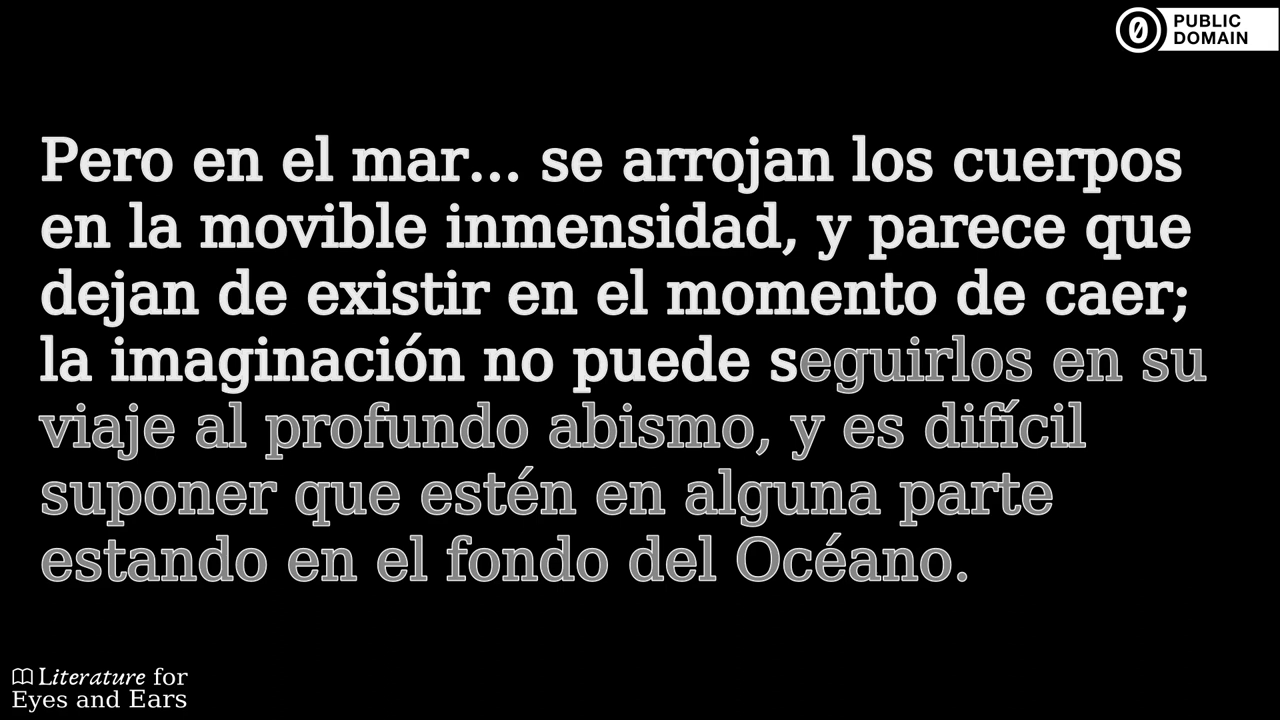 PUBLIC
DOMAIN
Pero en el mar... se arrojan los cuerpos
en la movible inmensidad, y parece que
dejan de existir en el momento de caer;
la imaginación no puede seguirlos en su
viaje al profundo abismo, y es difícil
suponer que estén en alguna parte
estando en el fondo del Océano.
Literature for
Eyes and Ears